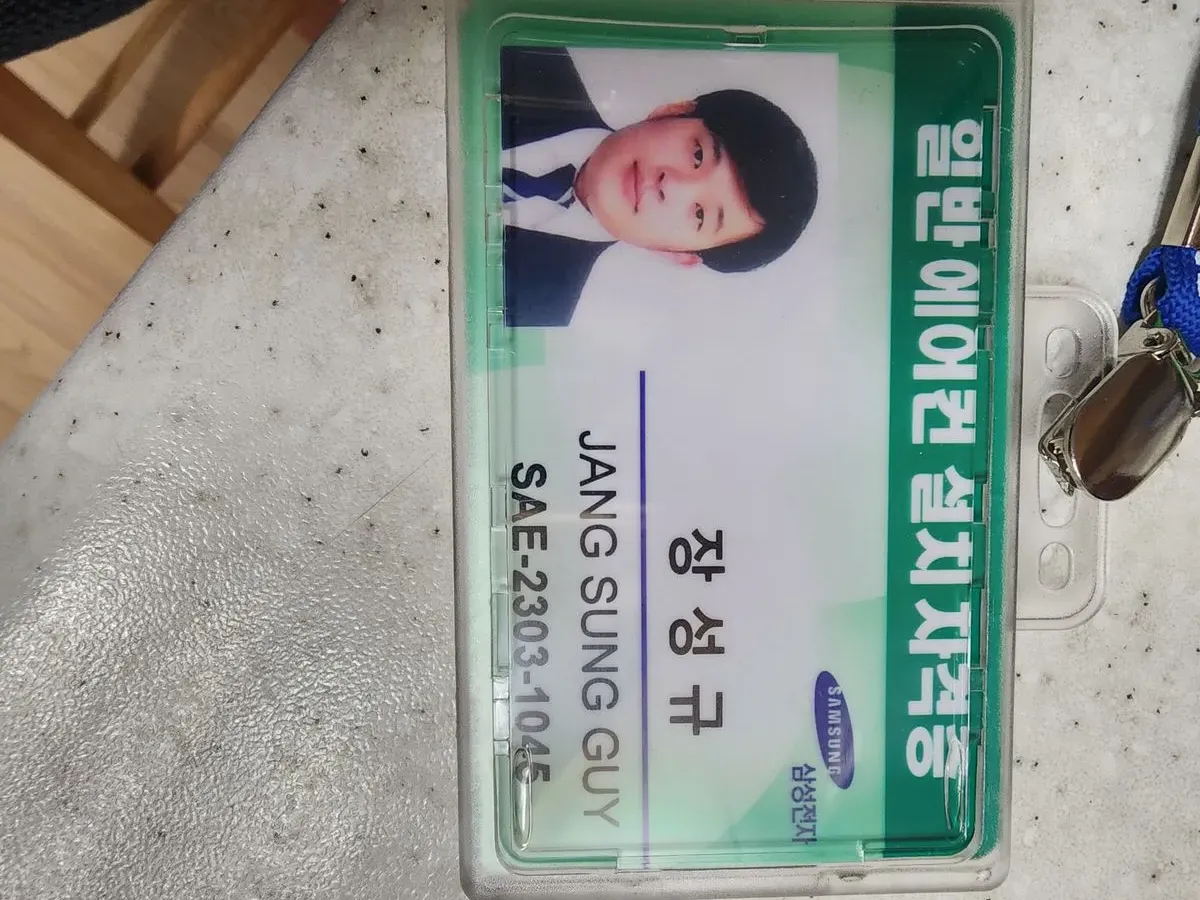 일반 에어컨 설치자격증
SAMSUNG
삼성전자
장성규
JANG SUNG GUY
SAE-2303-1045